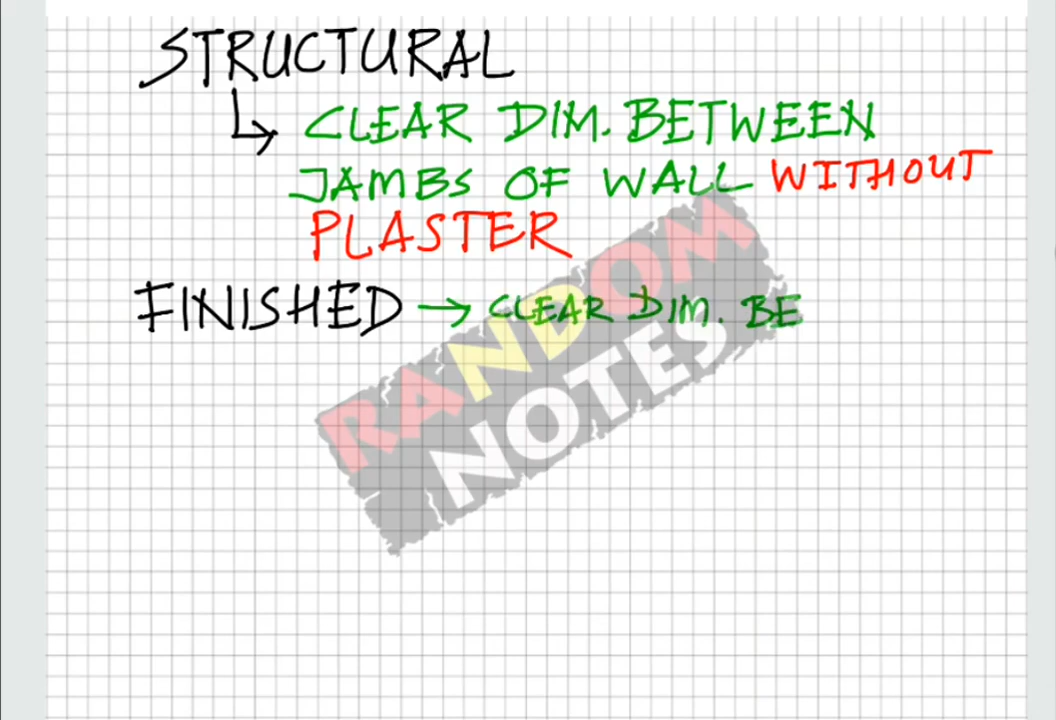 STRUCTURAL
↳ CLEAR DIM. BETWEEN
JAMBS OF WALL WITHOUT
PLASTER
FINISHED → CLEAR DIM. BE
RANDOM
NOTES